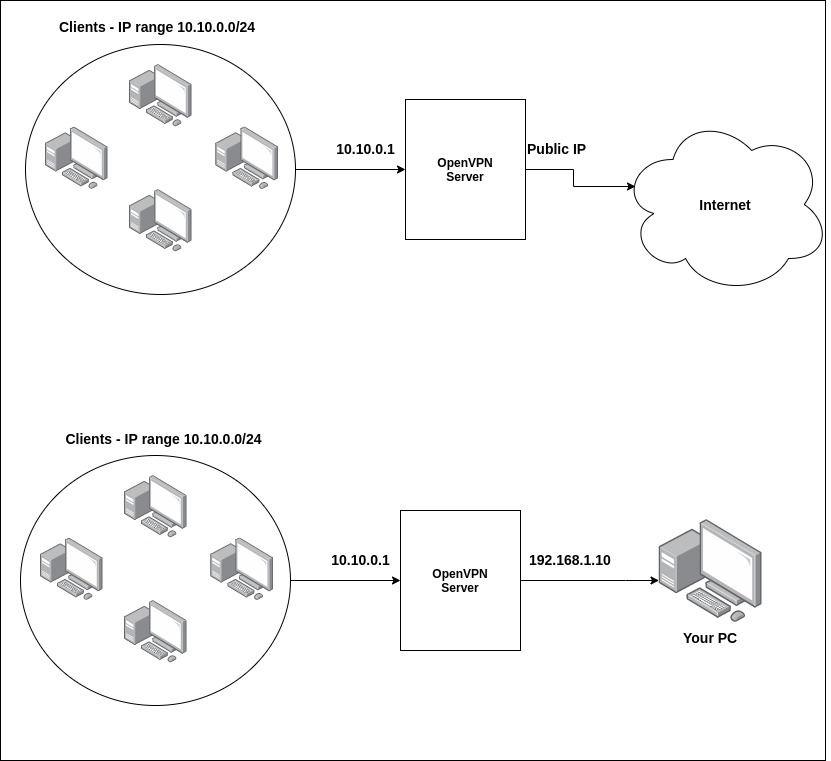 Clients - IP range 10.10.0.0/24
10.10.0.1
OpenVPN
Server
Public IP
Internet
Clients - IP range 10.10.0.0/24
10.10.0.1
OpenVPN
Server
192.168.1.10
Your PC